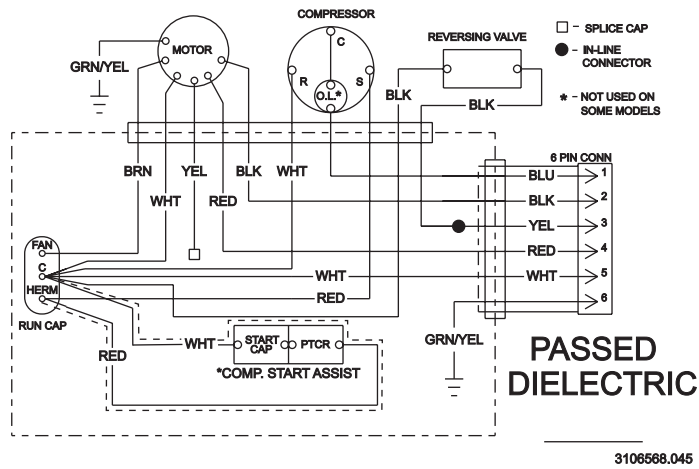 COMPRESSOR
MOTOR
GRN/YEL
C
R
S
O.L.*
REVERSING VALVE
BLK
BLK
- SPLICE CAP
- IN-LINE
CONNECTOR
* - NOT USED ON
SOME MODELS
6 PIN CONN
BRN
YEL
BLK
WHT
WHT
RED
BLU
1
BLK
2
YEL
3
RED
4
WHT
5
6
FAN
C
HERM
RUN CAP
WHT
RED
RED
WHT
START
CAP
PTCR
*COMP. START ASSIST
GRN/YEL
PASSED
DIELECTRIC
3106568.045